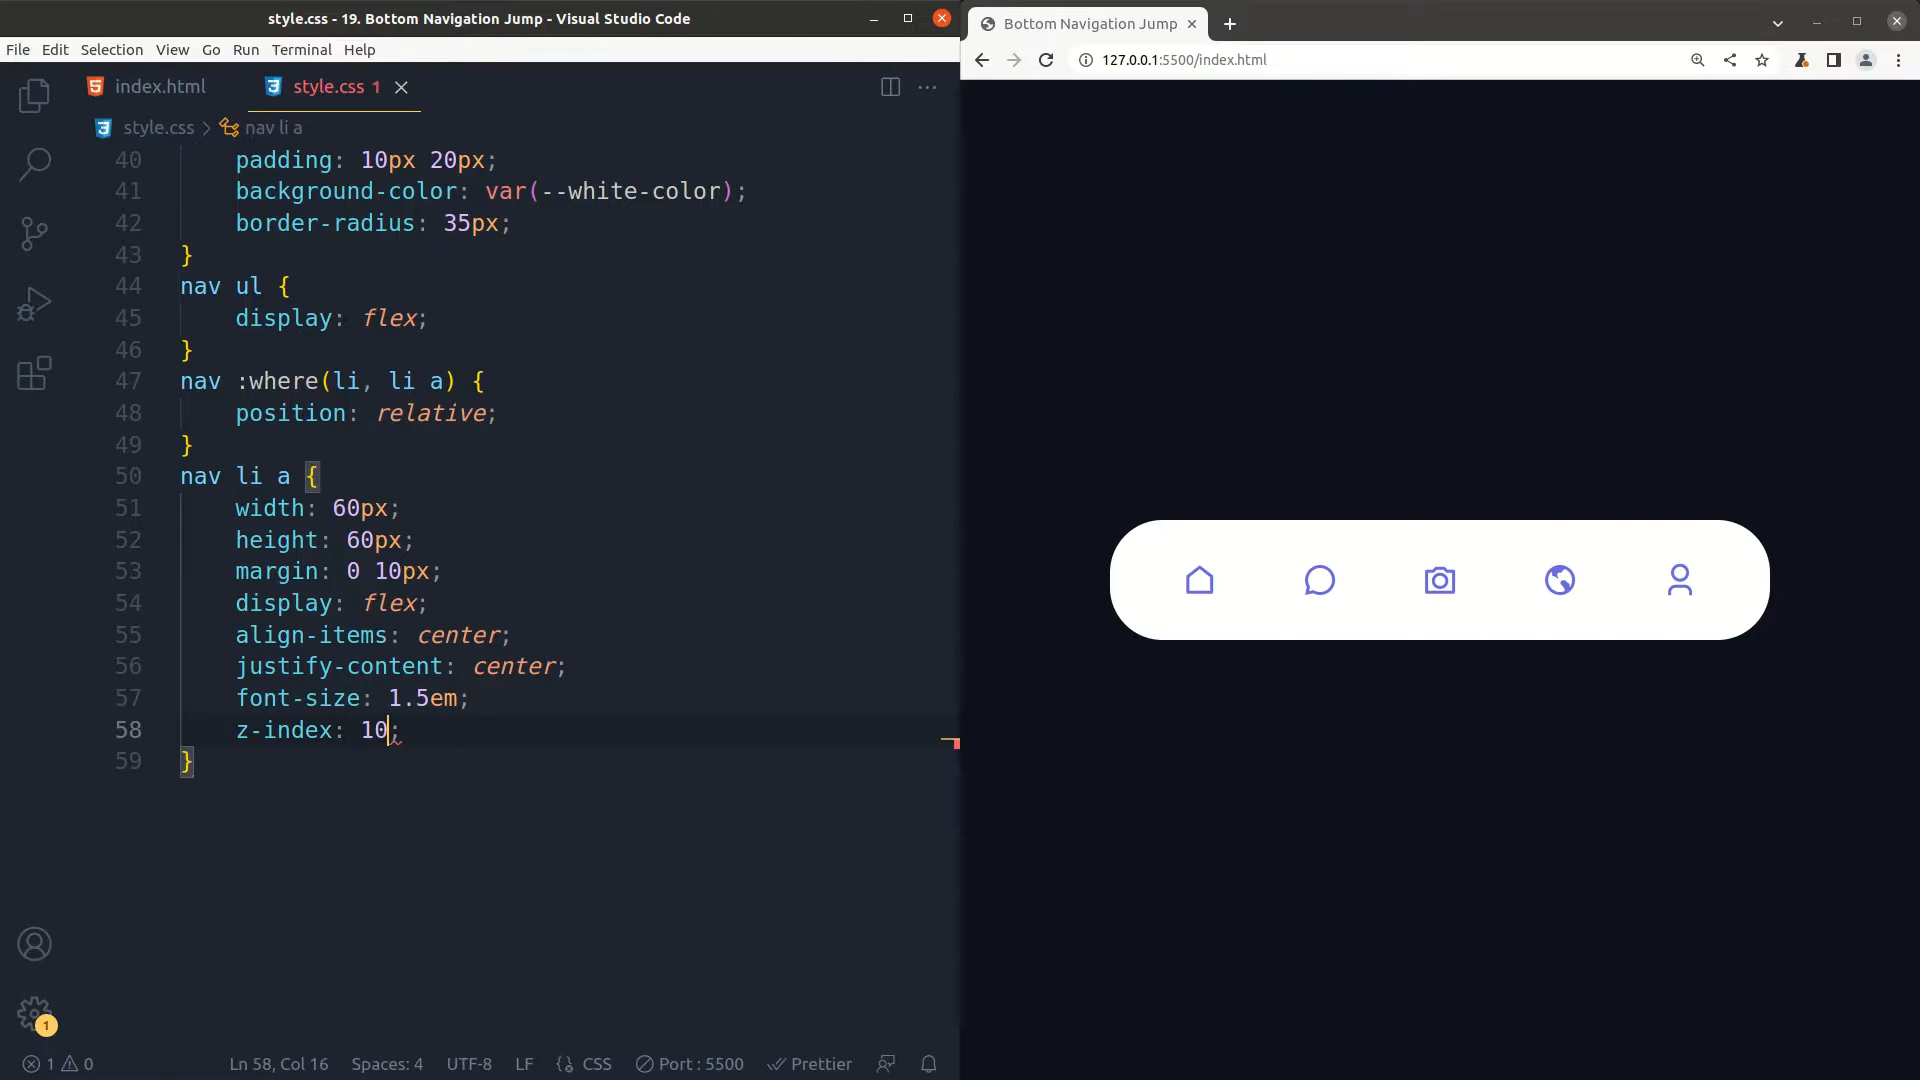 style.css - 19. Bottom Navigation Jump - Visual Studio Code
File Edit Selection View Go Run Terminal Help
index.html
style.css 1
style.css > nav li a
40 padding: 10px 20px;
41 background-color: var(--white-color);
42 border-radius: 35px;
43 }
44 nav ul {
45 display: flex;
46 }
47 nav :where(li, li a) {
48 position: relative;
49 }
50 nav li a {
51 width: 60px;
52 height: 60px;
53 margin: 0 10px;
54 display: flex;
55 align-items: center;
56 justify-content: center;
57 font-size: 1.5em;
58 z-index: 10;
59 }
1
1 0 Ln 58, Col 16 Spaces: 4 UTF-8 LF {} CSS Port : 5500 Prettier
Bottom Navigation Jump
127.0.0.1:5500/index.html